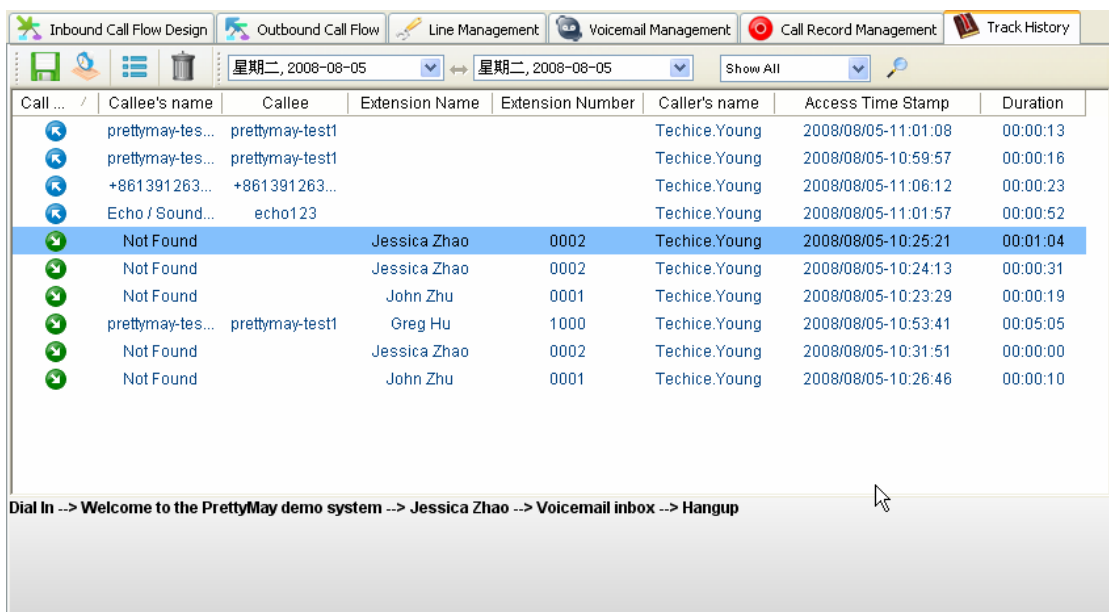 Inbound Call Flow Design Outbound Call Flow Line Management Voicemail Management Call Record Management Track History
星期二, 2008-08-05 星期二, 2008-08-05 Show All
Call ... Callee's name Callee Extension Name Extension Number Caller's name Access Time Stamp Duration
prettymay-tes... prettymay-test1 Techice.Young 2008/08/05-11:01:08 00:00:13
prettymay-tes... prettymay-test1 Techice.Young 2008/08/05-10:59:57 00:00:16
+861391263... +861391263... Techice.Young 2008/08/05-11:06:12 00:00:23
Echo / Sound... echo123 Techice.Young 2008/08/05-11:01:57 00:00:52
Not Found Jessica Zhao 0002 Techice.Young 2008/08/05-10:25:21 00:01:04
Not Found Jessica Zhao 0002 Techice.Young 2008/08/05-10:24:13 00:00:31
Not Found John Zhu 0001 Techice.Young 2008/08/05-10:23:29 00:00:19
prettymay-tes... prettymay-test1 Greg Hu 1000 Techice.Young 2008/08/05-10:53:41 00:05:05
Not Found Jessica Zhao 0002 Techice.Young 2008/08/05-10:31:51 00:00:00
Not Found John Zhu 0001 Techice.Young 2008/08/05-10:26:46 00:00:10
Dial In --> Welcome to the PrettyMay demo system --> Jessica Zhao --> Voicemail inbox --> Hangup